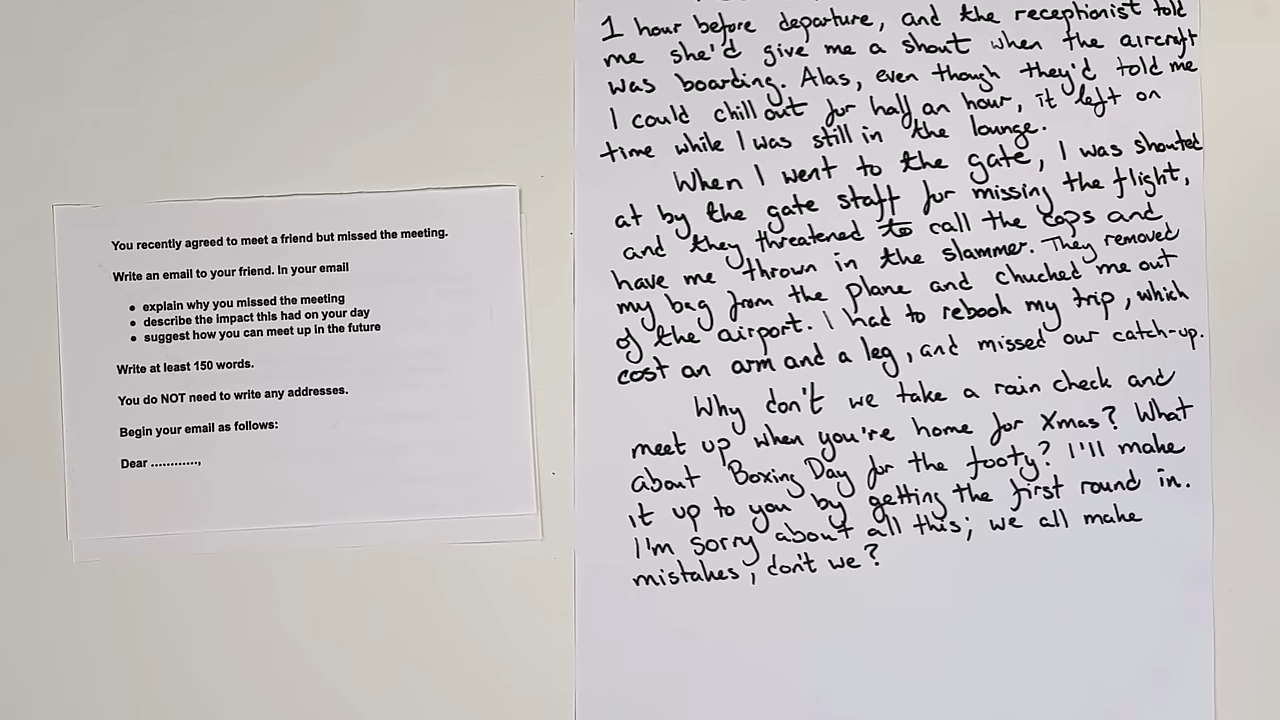 You recently agreed to meet a friend but missed the meeting.
Write an email to your friend. In your email
• explain why you missed the meeting
• describe the impact this had on your day
• suggest how you can meet up in the future
Write at least 150 words.
You do NOT need to write any addresses.
Begin your email as follows:
Dear ............,
1 hour before departure, and the receptionist told
me she'd give me a shout when the aircraft
was boarding. Alas, even though they'd told me
I could chill out for half an hour, it left on
time while I was still in the lounge.
When I went to the gate, I was shouted
at by the gate staff for missing the flight,
and they threatened to call the cops and
have me thrown in the slammer. They removed
my bag from the plane and chucked me out
of the airport. I had to rebook my trip, which
cost an arm and a leg, and missed our catch-up.
Why don't we take a rain check and
meet up when you're home for Xmas? What
about Boxing Day for the footy? I'll make
it up to you by getting the first round in.
I'm sorry about all this; we all make
mistakes, don't we?